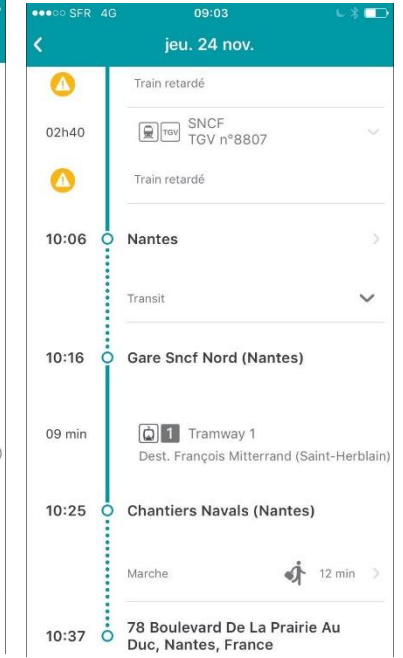 ●●●○○ SFR 4G 09:03
jeu. 24 nov.
Train retardé
02h40 TGV SNCF
TGV n°8807
Train retardé
10:06 Nantes
Transit
10:16 Gare Sncf Nord (Nantes)
09 min 1 Tramway 1
Dest. François Mitterrand (Saint-Herblain)
10:25 Chantiers Navals (Nantes)
Marche 12 min
10:37 78 Boulevard De La Prairie Au
Duc, Nantes, France